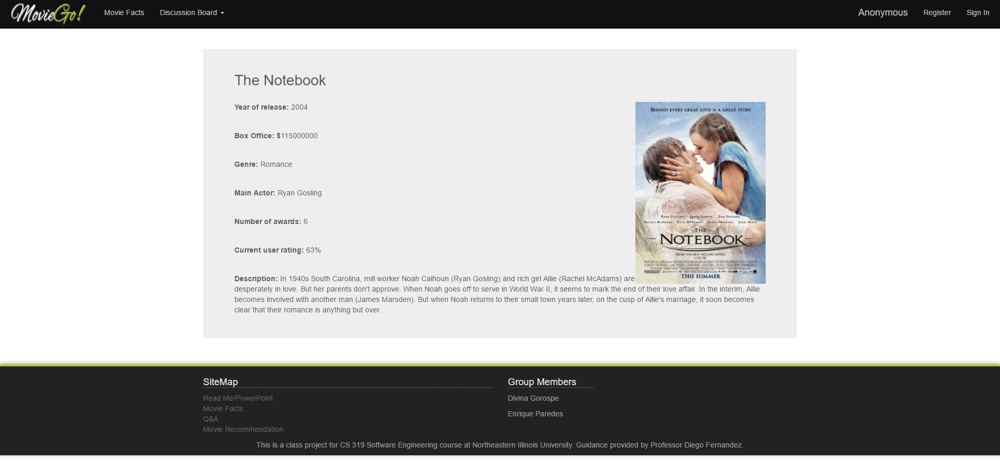 MovieGo!
Movie Facts
Discussion Board
Anonymous
Register
Sign In
The Notebook
Year of release: 2004
Box Office: $115000000
Genre: Romance
Main Actor: Ryan Gosling
Number of awards: 6
Current user rating: 63%
Description: In 1940s South Carolina, mill worker Noah Calhoun (Ryan Gosling) and rich girl Allie (Rachel McAdams) are
desperately in love. But her parents don't approve. When Noah goes off to serve in World War II, it seems to mark the end of their love affair. In the interim, Allie
becomes involved with another man (James Marsden). But when Noah returns to their small town years later, on the cusp of Allie's marriage, it soon becomes
clear that their romance is anything but over.
BEHIND EVERY GREAT LOVE IS A GREAT STORY
RYAN GOSLING JAMES GARNER SAM SHEPARD
RACHEL MCADAMS GENA ROWLANDS JAMES MARSDEN JOAN ALLEN
THE
NOTEBOOK
FROM THE BEST-SELLING NOVEL
THIS SUMMER
SiteMap
Read Me/PowerPoint
Movie Facts
Q&A
Movie Recommendation
Group Members
Divina Gorospe
Enrique Paredes
This is a class project for CS 319 Software Engineering course at Northeastern Illinois University. Guidance provided by Professor Diego Fernandez.